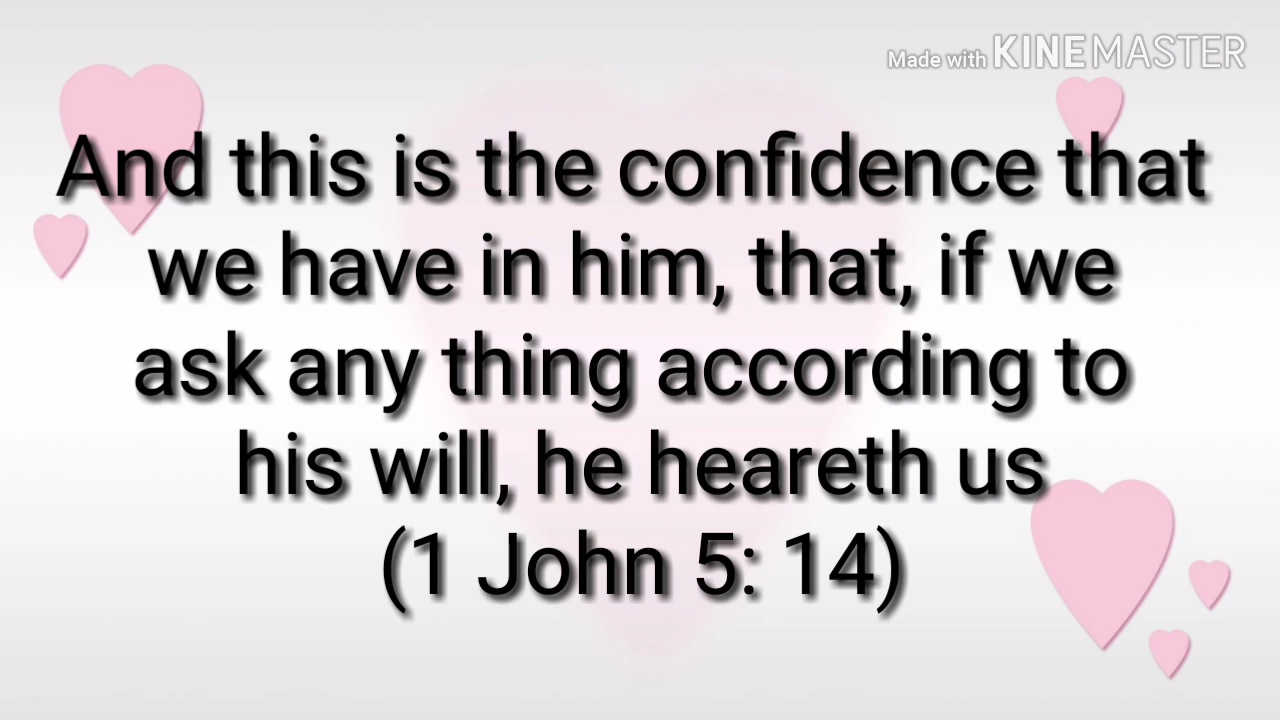 Made with KINEMASTER
And this is the confidence that
we have in him, that, if we
ask any thing according to
his will, he heareth us
(1 John 5: 14)